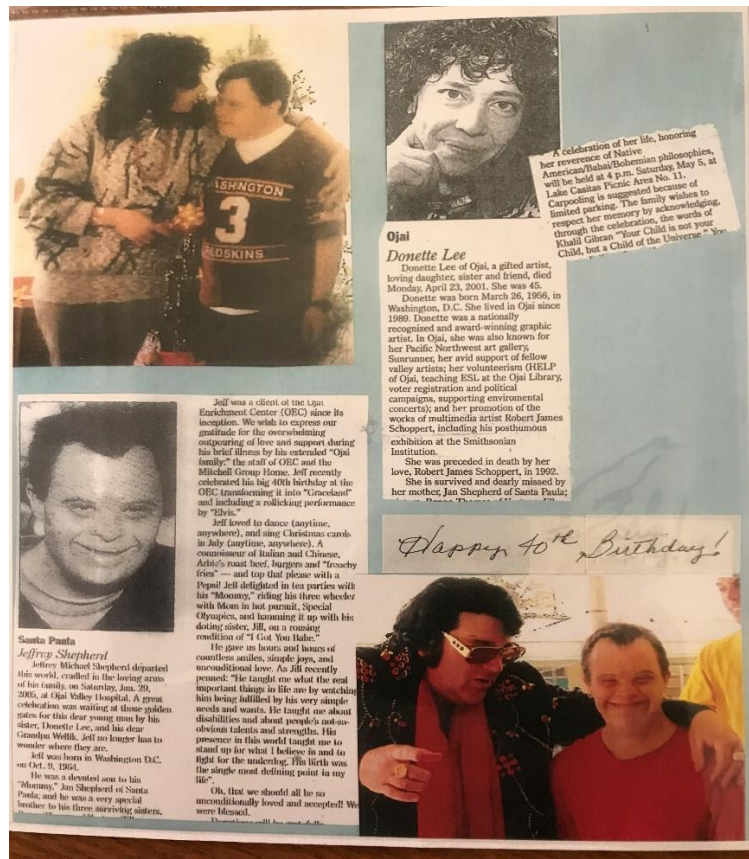 WASHINGTON
3
REDSKINS
A celebration of her life, honoring
her reverence of Native
American/Bahai/Bohemian philosophies,
will be held at 4 p.m. Saturday, May 5, at
Lake Casitas Picnic Area No. 11.
Carpooling is suggested because of
limited parking. The family wishes to
respect her memory by acknowledging,
through the celebration, the words of
Khalil Gibran "Your Child is not your
Child, but a Child of the Universe." You
Ojai
Donette Lee
Donette Lee of Ojai, a gifted artist,
loving daughter, sister and friend, died
Monday, April 23, 2001. She was 45.
Donette was born March 26, 1956, in
Washington, D.C. She lived in Ojai since
1989. Donette was a nationally
recognized and award-winning graphic
artist. In Ojai, she was also known for
her Pacific Northwest art gallery,
Sunrunner, her avid support of fellow
valley artists; her volunteerism (HELP
of Ojai, teaching ESL at the Ojai Library,
voter registration and political
campaigns, supporting enviromental
concerts); and her promotion of the
works of multimedia artist Robert James
Schoppert, including his posthumous
exhibition at the Smithsonian
Institution.
She was preceded in death by her
love, Robert James Schoppert, in 1992.
She is survived and dearly missed by
her mother, Jan Shepherd of Santa Paula;
Happy 40th Birthday!
Santa Paula
Jeffrey Shepherd
Jeffrey Michael Shepherd departed
this world, cradled in the loving arms
of his family, on Saturday, Jan. 29,
2005, at Ojai Valley Hospital. A great
celebration was waiting at those golden
gates for this dear young man by his
sister, Donette Lee, and his dear
Grandpa Wellik. Jeff no longer has to
wonder where they are.
Jeff was born in Washington D.C.
on Oct. 9, 1964.
He was a devoted son to his
"Mommy," Jan Shepherd of Santa
Paula; and he was a very special
brother to his three surviving sisters,
Jeff was a client of the Ojai
Enrichment Center (OEC) since its
inception. We wish to express our
gratitude for the overwhelming
outpouring of love and support during
his brief illness by his extended "Ojai
family;" the staff of OEC and the
Mitchell Group Home. Jeff recently
celebrated his big 40th birthday at the
OEC transforming it into "Graceland"
and including a rollicking performance
by "Elvis."
Jeff loved to dance (anytime,
anywhere), and sing Christmas carols
in July (anytime, anywhere). A
connoisseur of Italian and Chinese,
Arbie's roast beef, burgers and "frenchy
fries" — and top that please with a
Pepsi! Jeff delighted in tea parties with
his "Mommy," riding his three wheeler
with Mom in hot pursuit, Special
Olympics, and hamming it up with his
doting sister, Jill, on a rousing
rendition of "I Got You Babe."
He gave us hours and hours of
countless smiles, simple joys, and
unconditional love. As Jill recently
penned: "He taught me what the real
important things in life are by watching
him being fulfilled by his very simple
needs and wants. He taught me about
disabilities and about people's not-so-
obvious talents and strengths. His
presence in this world taught me to
stand up for what I believe in and to
fight for the underdog. His birth was
the single most defining point in my
life".
Oh, that we should all be so
unconditionally loved and accepted! We
were blessed.